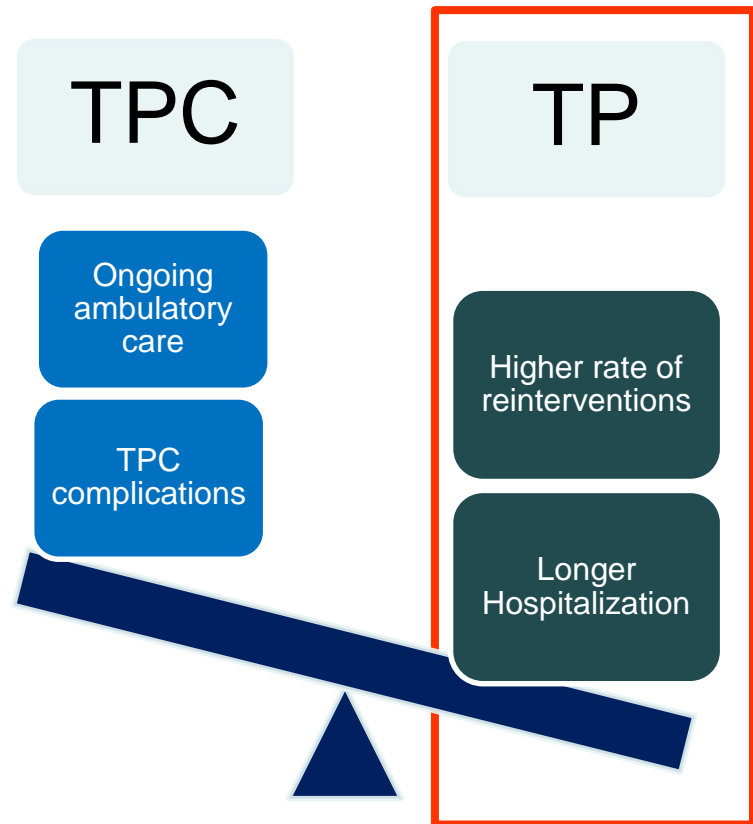 TPC
Ongoing
ambulatory
care
TPC
complications
TP
Higher rate of
reinterventions
Longer
Hospitalization